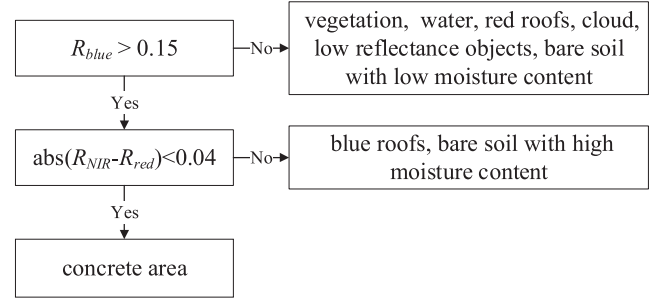 R_blue > 0.15
No
vegetation, water, red roofs, cloud,
low reflectance objects, bare soil
with low moisture content
Yes
abs(R_NIR-R_red)<0.04
No
blue roofs, bare soil with high
moisture content
Yes
concrete area